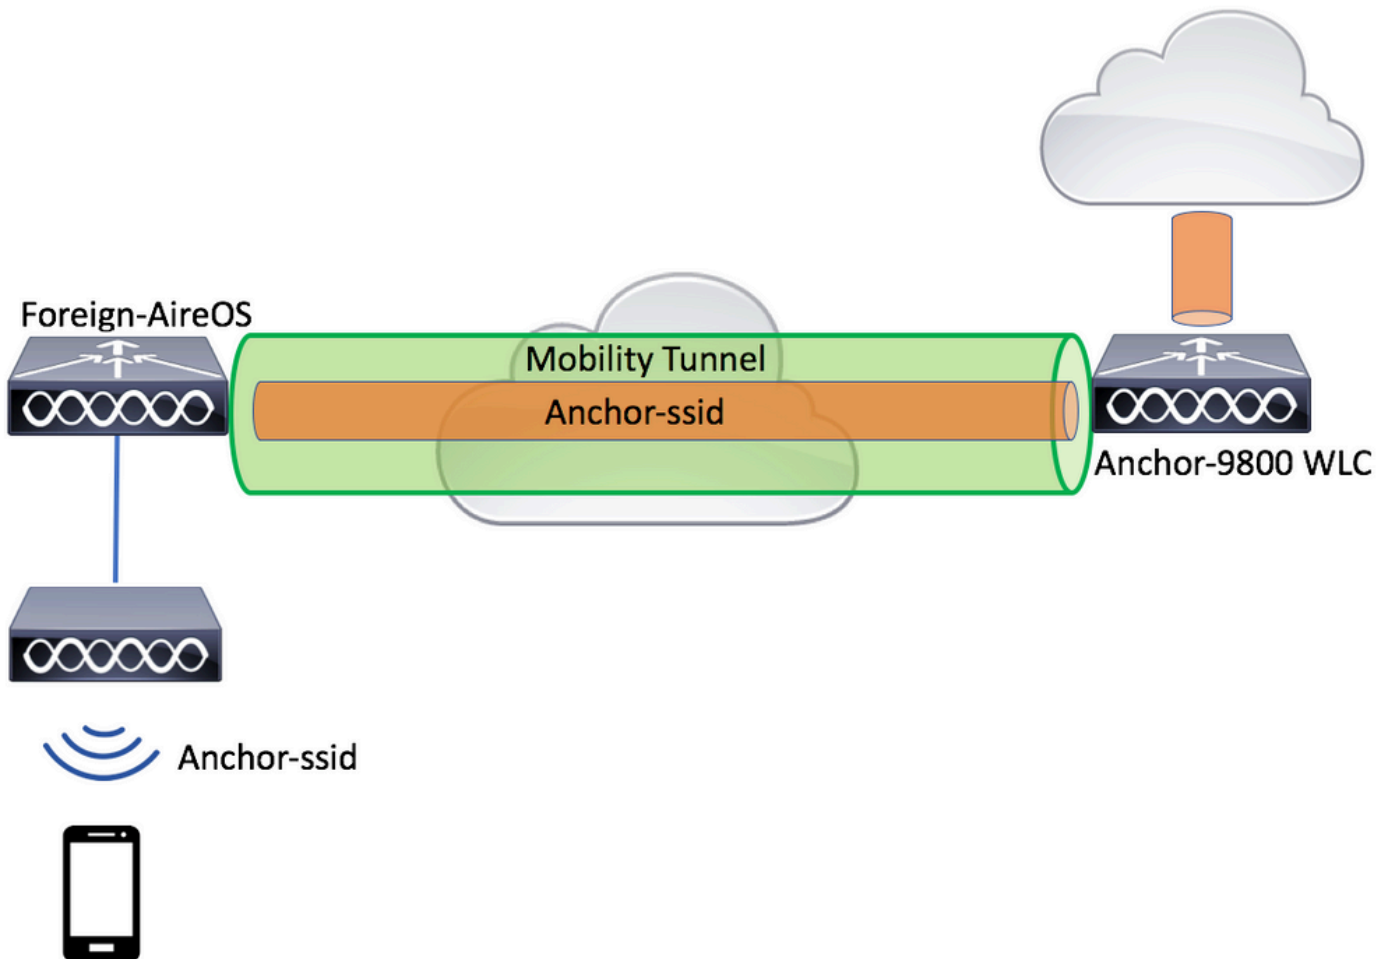 Foreign-AireOS
Mobility Tunnel
Anchor-ssid
Anchor-9800 WLC
Anchor-ssid